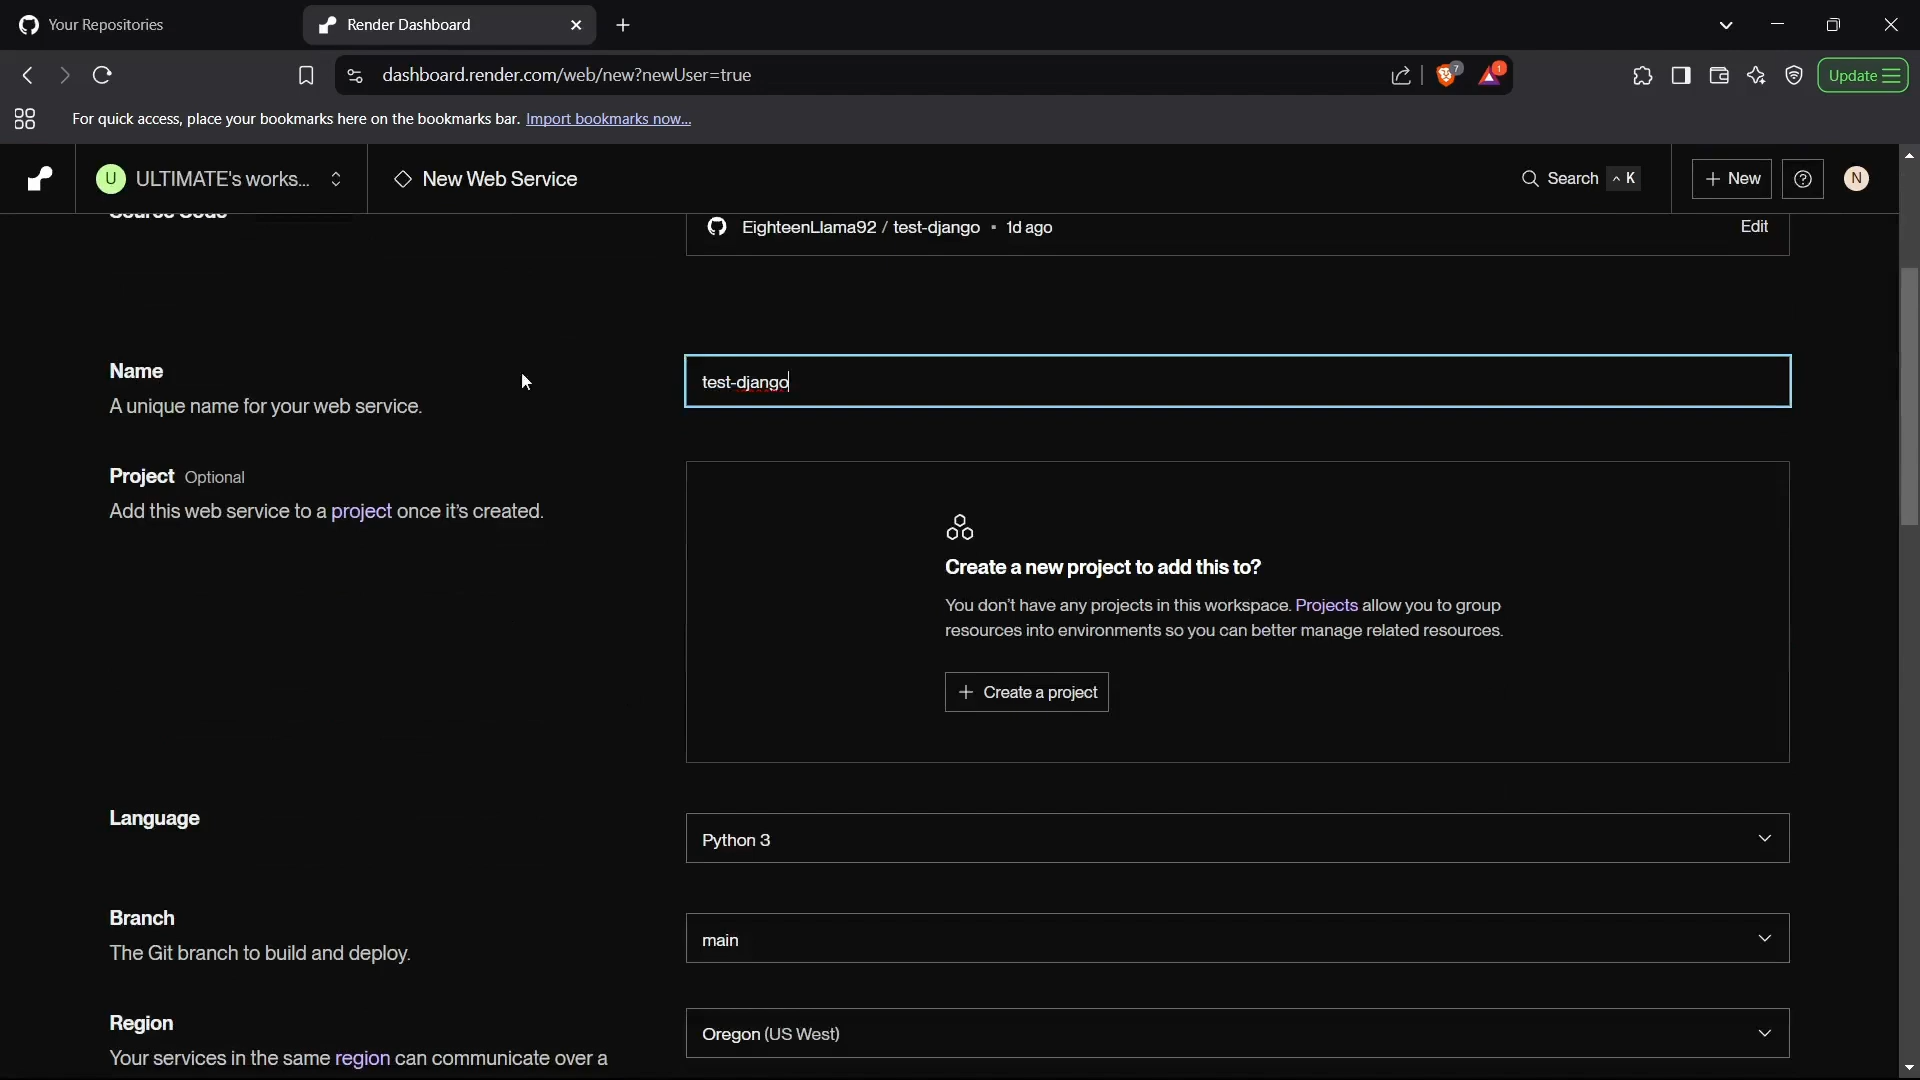 Your Repositories
Render Dashboard
dashboard.render.com/web/new?newUser=true
7
1
Update
For quick access, place your bookmarks here on the bookmarks bar. Import bookmarks now...
U
ULTIMATE's works...
New Web Service
Search
^ K
+ New
N
Source Code
EighteenLlama92 / test-django • 1d ago
Edit
Name
A unique name for your web service.
test-django
Project Optional
Add this web service to a project once it's created.
Create a new project to add this to?
You don't have any projects in this workspace. Projects allow you to group
resources into environments so you can better manage related resources.
+ Create a project
Language
Python 3
Branch
The Git branch to build and deploy.
main
Region
Your services in the same region can communicate over a
Oregon (US West)